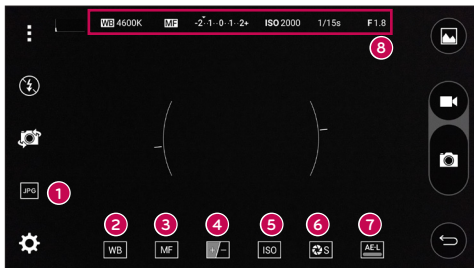 WB 4600K MF -2··1··0··1··2+ ISO 2000 1/15s F1.8
8
JPG 1
2 3 4 5 6 7
WB MF +/- ISO S AE-L